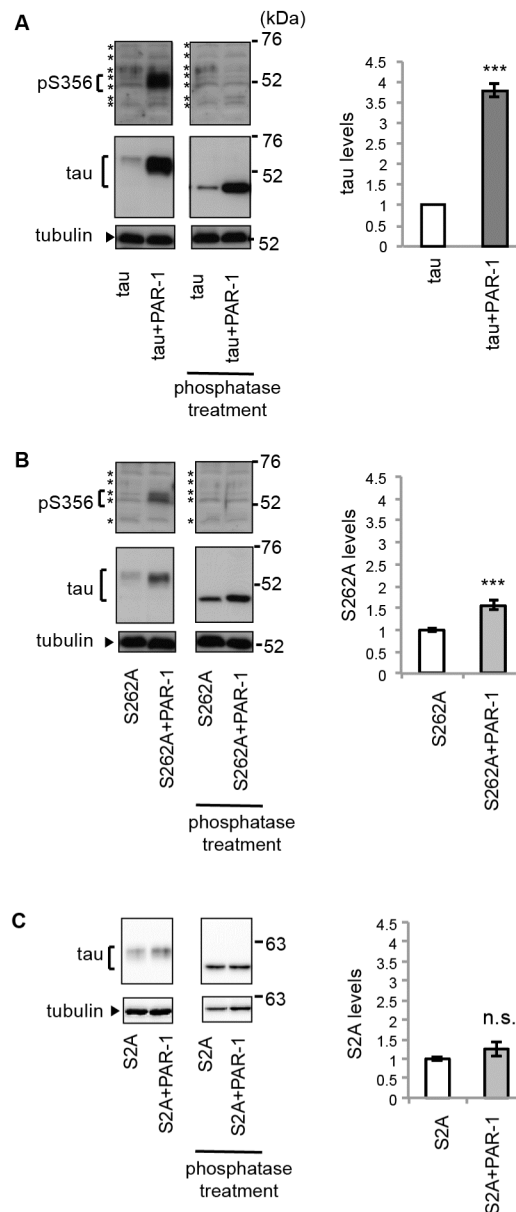 A
(kDa)
pS356
*
*
*
*
*
*
*
*
*
*
*
*
*
*
76
52
tau
76
52
tubulin
52
tau
tau+PAR-1
tau
tau+PAR-1
phosphatase
treatment
tau levels
4.5
4
3.5
3
2.5
2
1.5
1
0.5
0
***
tau
tau+PAR-1
B
pS356
*
*
*
*
*
*
*
*
*
*
76
52
tau
76
52
tubulin
52
S262A
S262A+PAR-1
S262A
S262A+PAR-1
phosphatase
treatment
S262A levels
4.5
4
3.5
3
2.5
2
1.5
1
0.5
0
***
S262A
S262A+PAR-1
C
tau
63
tubulin
63
S2A
S2A+PAR-1
S2A
S2A+PAR-1
phosphatase
treatment
S2A levels
4.5
4
3.5
3
2.5
2
1.5
1
0.5
0
n.s.
S2A
S2A+PAR-1